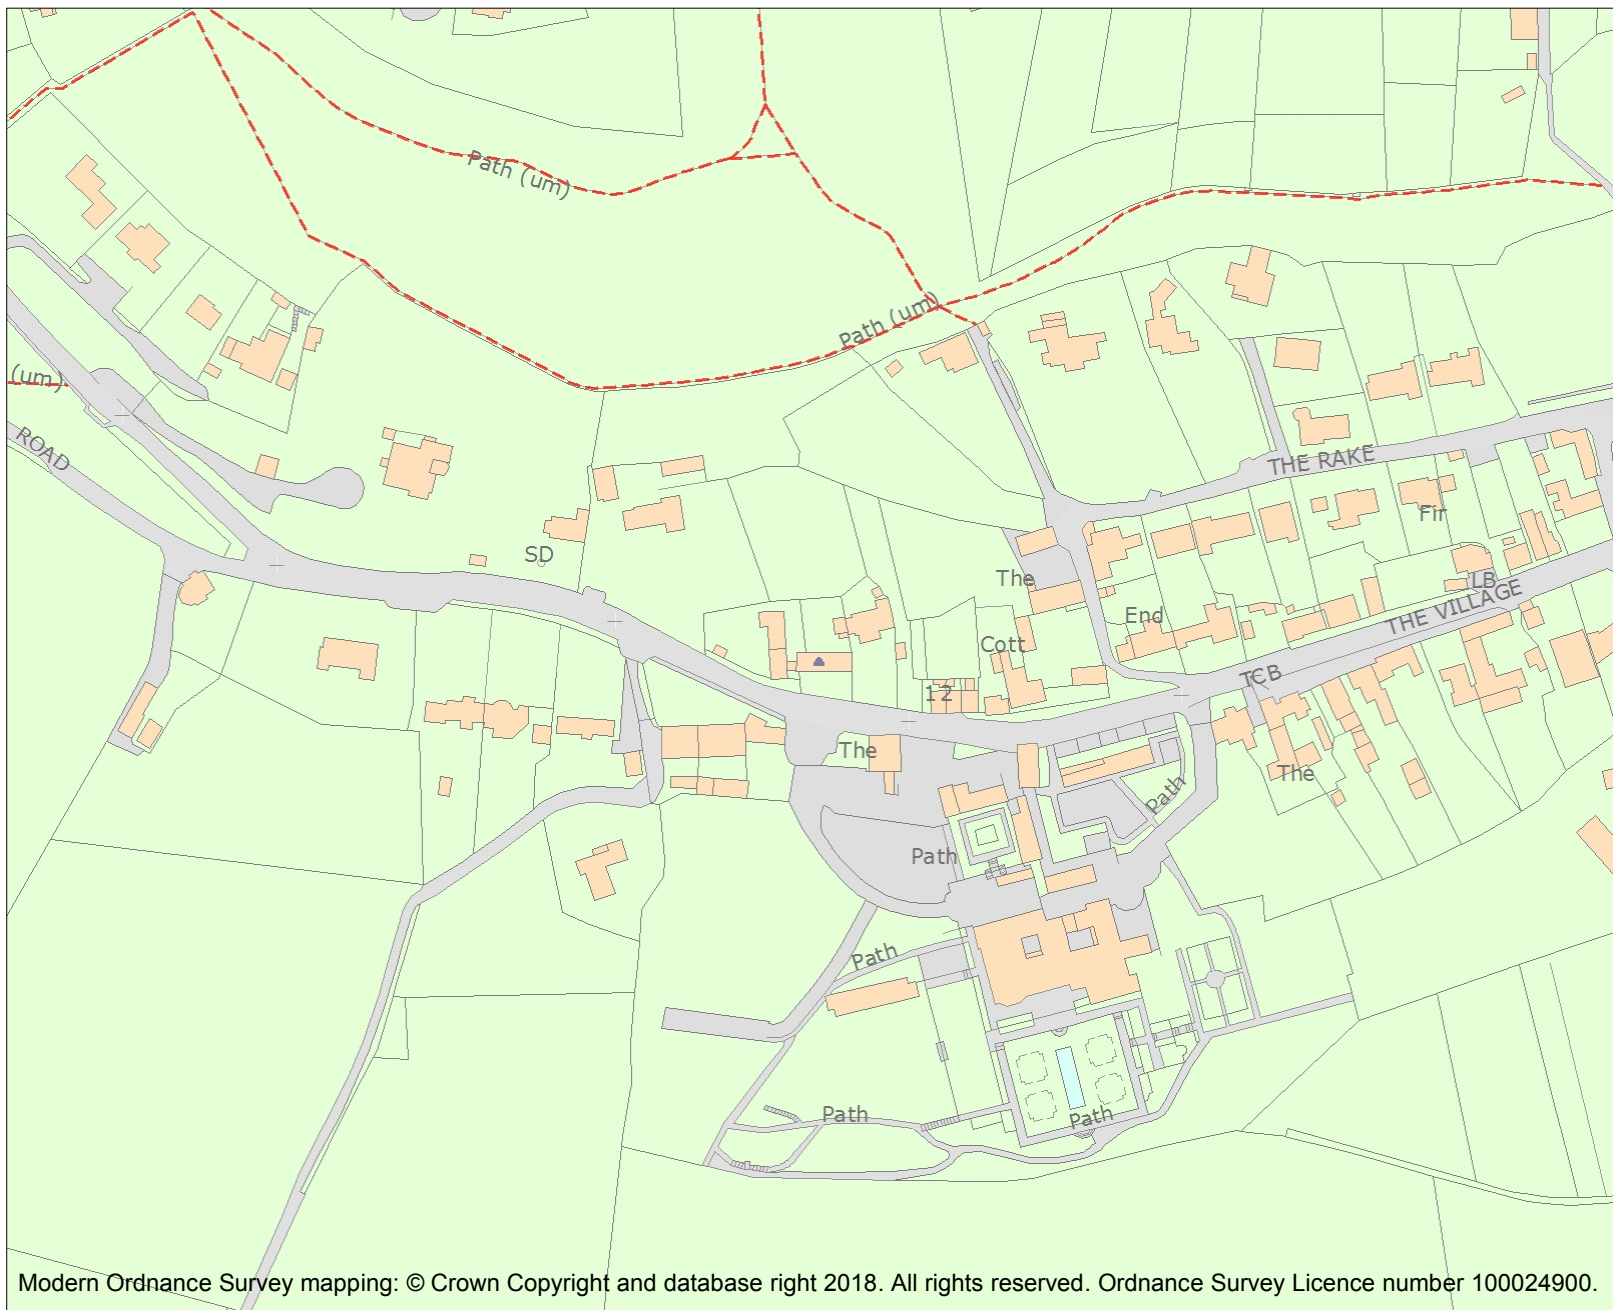 Path (um)
Path (um)
(um)
ROAD
THE RAKE
Fir
SD
The
LB
THE VILLAGE
End
Cott
TCB
12
The
The
Path
Path
Path
Path
Path
Modern Ordnance Survey mapping: © Crown Copyright and database right 2018. All rights reserved. Ordnance Survey Licence number 100024900.